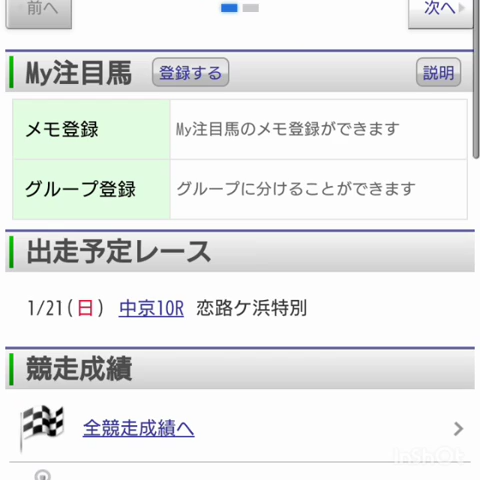 前へ
次へ
My注目馬 登録する 説明
メモ登録 My注目馬のメモ登録ができます
グループ登録 グループに分けることができます
出走予定レース
1/21(日) 中京10R 恋路ケ浜特別
競走成績
全競走成績へ
InShOt